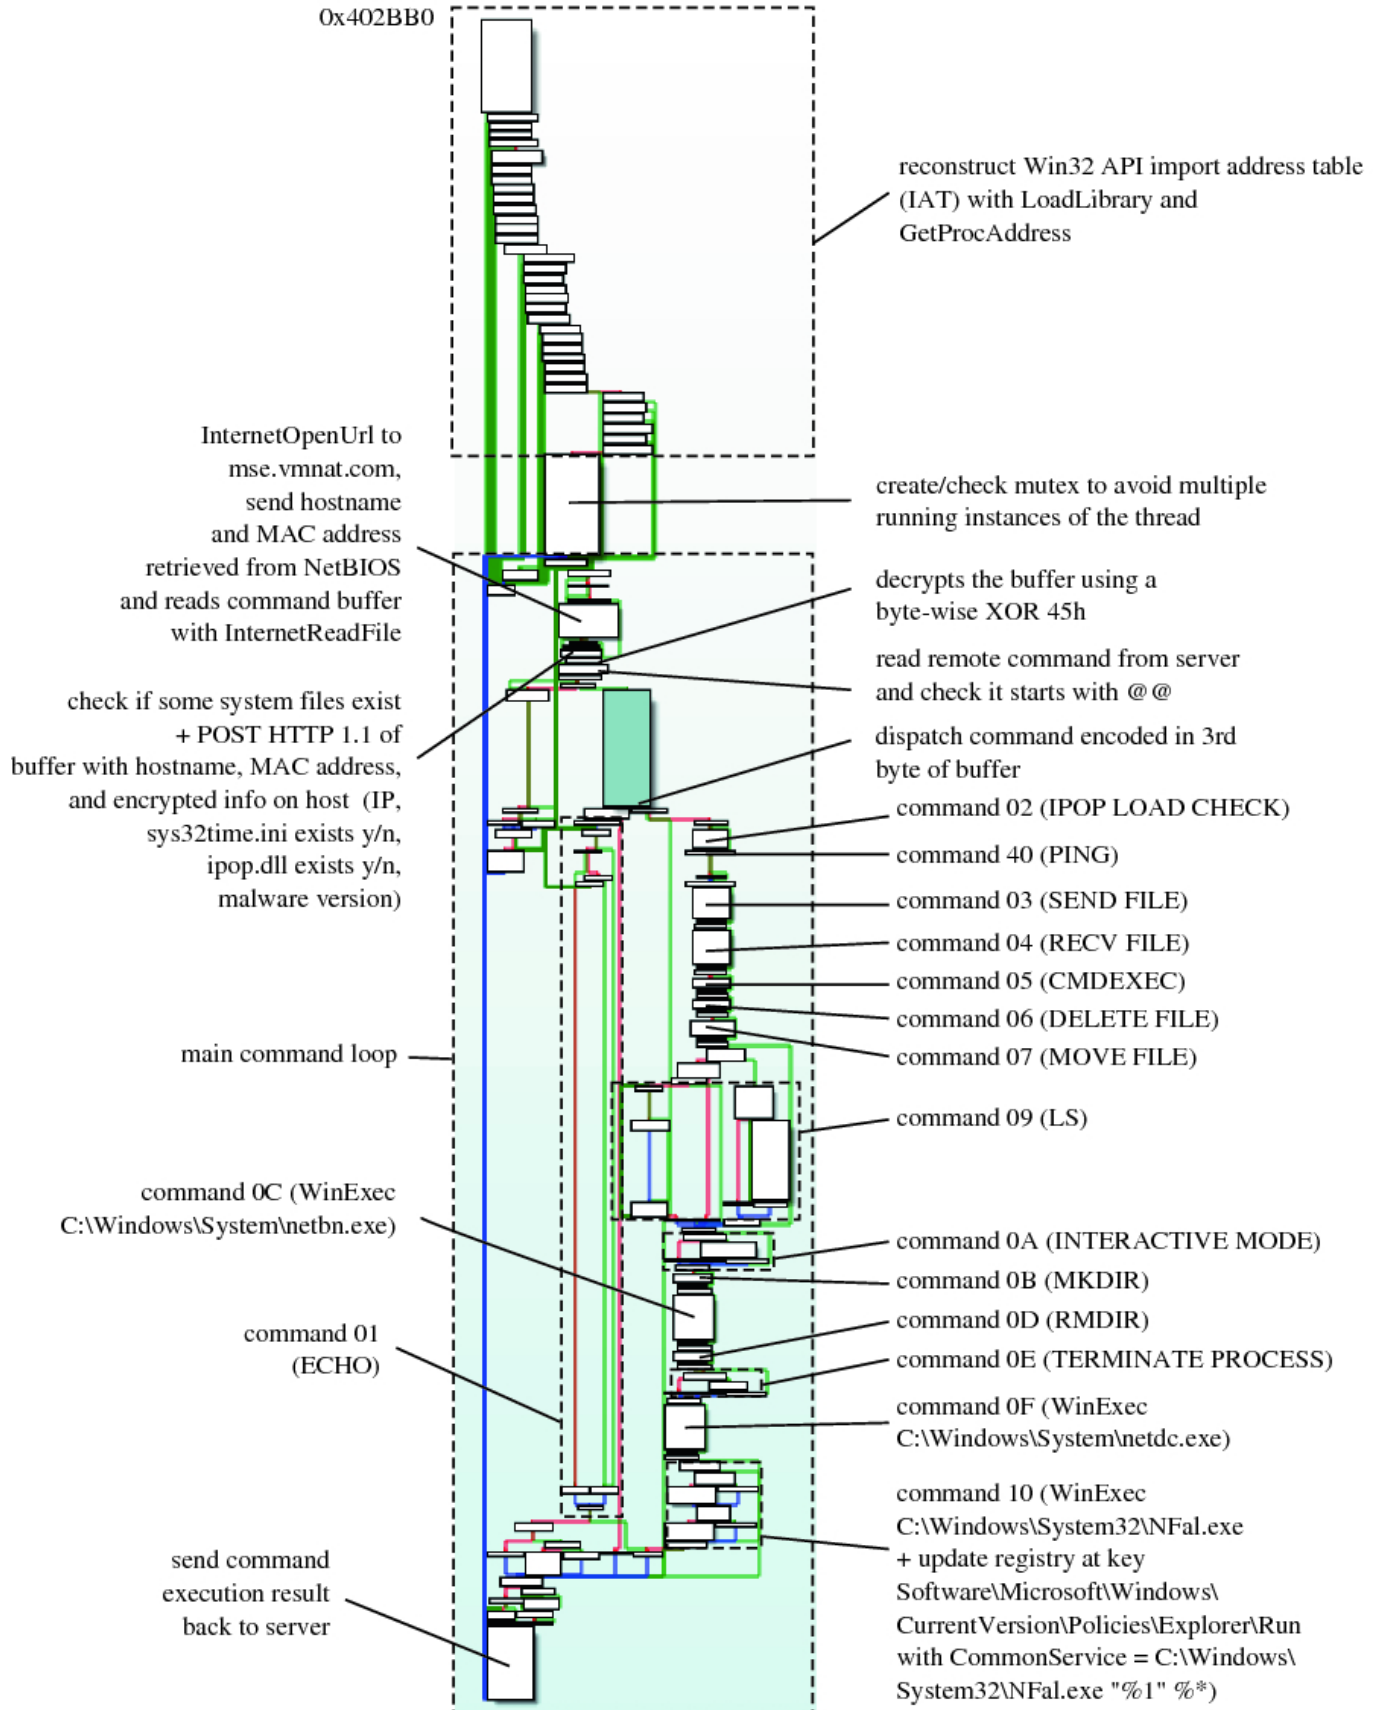 0x402BB0
reconstruct Win32 API import address table
(IAT) with LoadLibrary and
GetProcAddress
InternetOpenUrl to
mse.vmnat.com,
send hostname
and MAC address
retrieved from NetBIOS
and reads command buffer
with InternetReadFile
create/check mutex to avoid multiple
running instances of the thread
decrypts the buffer using a
byte-wise XOR 45h
read remote command from server
and check it starts with @@
check if some system files exist
+ POST HTTP 1.1 of
buffer with hostname, MAC address,
and encrypted info on host (IP,
sys32time.ini exists y/n,
ipop.dll exists y/n,
malware version)
dispatch command encoded in 3rd
byte of buffer
command 02 (IPOP LOAD CHECK)
command 40 (PING)
command 03 (SEND FILE)
command 04 (RECV FILE)
command 05 (CMDEXEC)
command 06 (DELETE FILE)
command 07 (MOVE FILE)
main command loop
command 09 (LS)
command 0C (WinExec
C:\Windows\System\netbn.exe)
command 0A (INTERACTIVE MODE)
command 0B (MKDIR)
command 0D (RMDIR)
command 0E (TERMINATE PROCESS)
command 01
(ECHO)
command 0F (WinExec
C:\Windows\System\netdc.exe)
command 10 (WinExec
C:\Windows\System32\NFal.exe
+ update registry at key
Software\Microsoft\Windows\
CurrentVersion\Policies\Explorer\Run
with CommonService = C:\Windows\
System32\NFal.exe "%1" %*)
send command
execution result
back to server